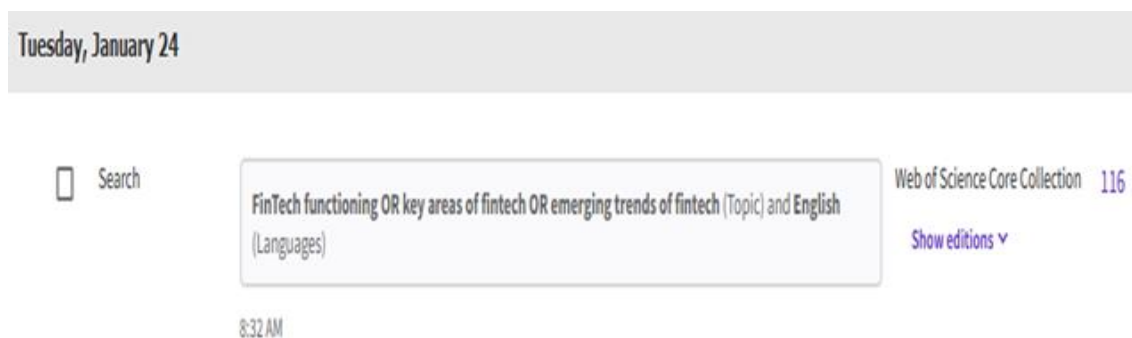 Tuesday, January 24
Search
FinTech functioning OR key areas of fintech OR emerging trends of fintech (Topic) and English
(Languages)
Web of Science Core Collection 116
Show editions
8:32 AM